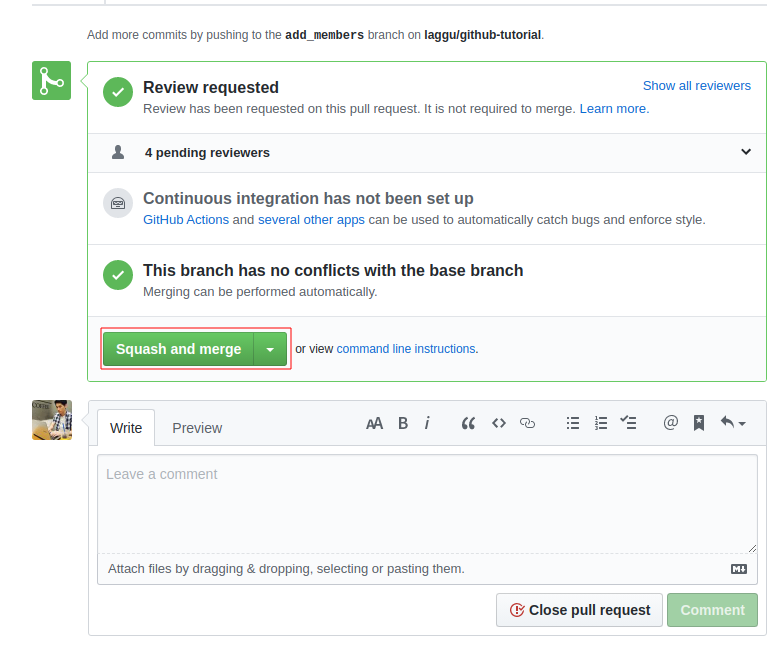 Add more commits by pushing to the add_members branch on laggu/github-tutorial.
Review requested
Show all reviewers
Review has been requested on this pull request. It is not required to merge. Learn more.
4 pending reviewers
Continuous integration has not been set up
GitHub Actions and several other apps can be used to automatically catch bugs and enforce style.
This branch has no conflicts with the base branch
Merging can be performed automatically.
Squash and merge
or view command line instructions.
Write
Preview
AA B i
@
Leave a comment
Attach files by dragging & dropping, selecting or pasting them.
Close pull request
Comment